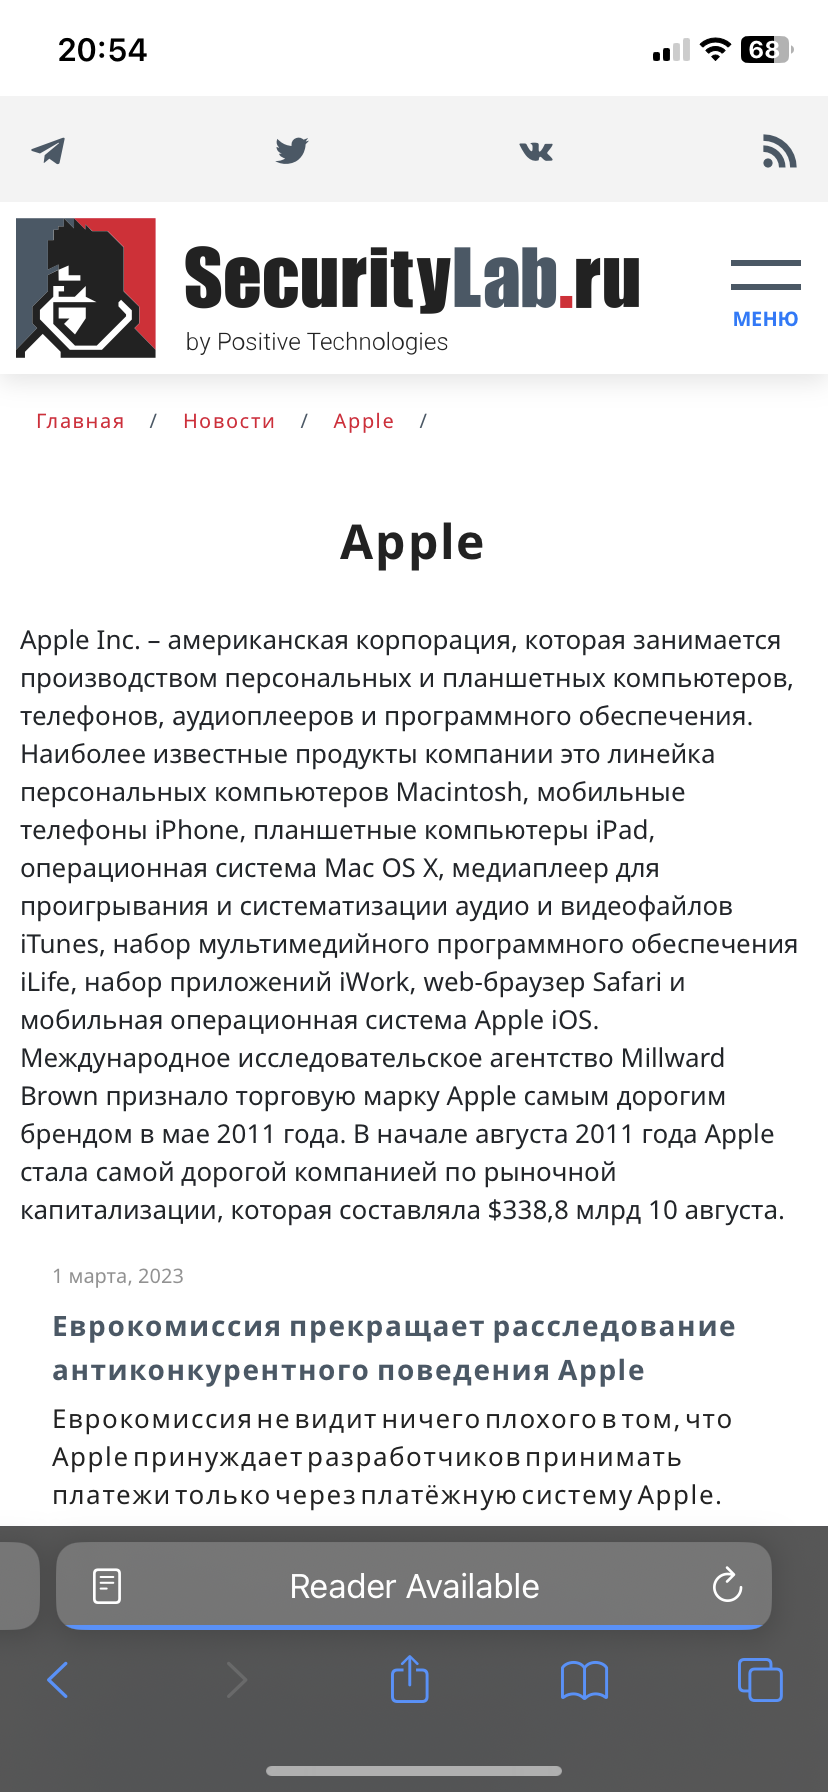 20:54
68
SecurityLab.ru
by Positive Technologies
МЕНЮ
Главная / Новости / Apple /
Apple
Apple Inc. – американская корпорация, которая занимается
производством персональных и планшетных компьютеров,
телефонов, аудиоплееров и программного обеспечения.
Наиболее известные продукты компании это линейка
персональных компьютеров Macintosh, мобильные
телефоны iPhone, планшетные компьютеры iPad,
операционная система Mac OS X, медиаплеер для
проигрывания и систематизации аудио и видеофайлов
iTunes, набор мультимедийного программного обеспечения
iLife, набор приложений iWork, web-браузер Safari и
мобильная операционная система Apple iOS.
Международное исследовательское агентство Millward
Brown признало торговую марку Apple самым дорогим
брендом в мае 2011 года. В начале августа 2011 года Apple
стала самой дорогой компанией по рыночной
капитализации, которая составляла $338,8 млрд 10 августа.
1 марта, 2023
Еврокомиссия прекращает расследование
антиконкурентного поведения Apple
Еврокомиссия не видит ничего плохого в том, что
Apple принуждает разработчиков принимать
платежи только через платёжную систему Apple.
Reader Available